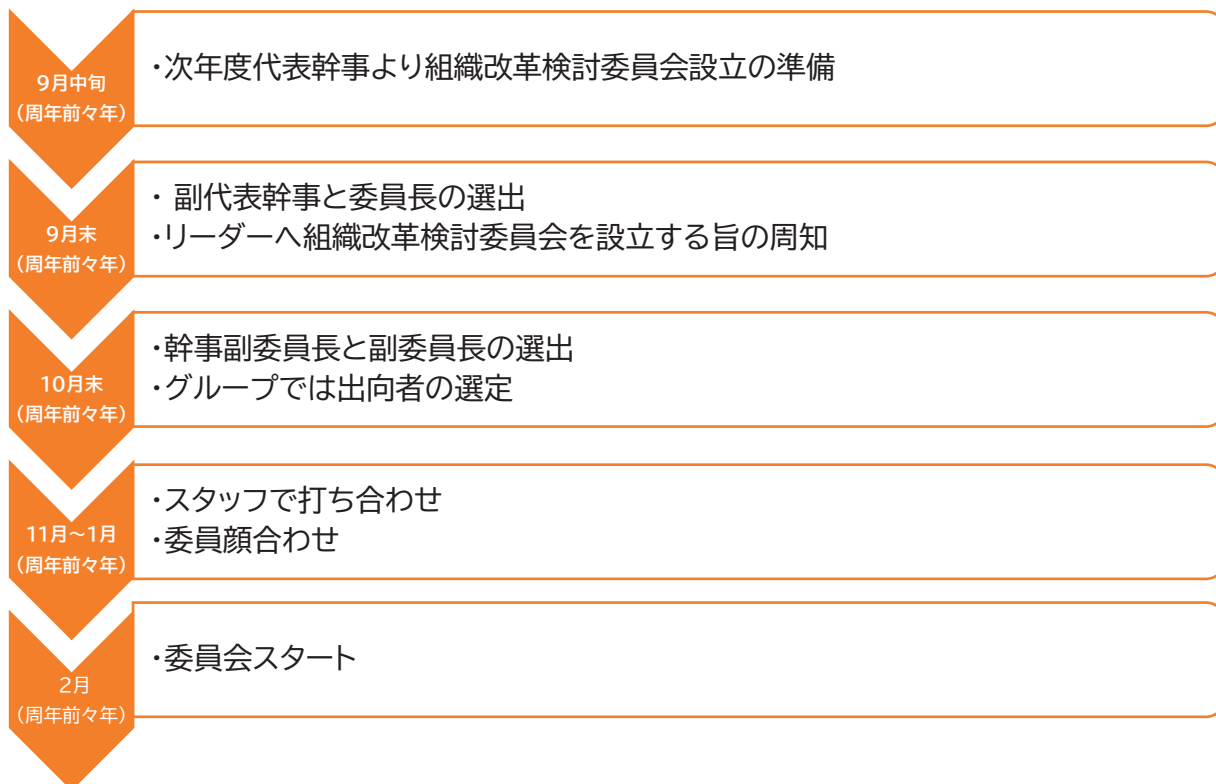 9月中旬
（周年前々年）
・次年度代表幹事より組織改革検討委員会設立の準備
9月末
（周年前々年）
・ 副代表幹事と委員長の選出
・リーダーへ組織改革検討委員会を設立する旨の周知
10月末
（周年前々年）
・幹事副委員長と副委員長の選出
・グループでは出向者の選定
11月～1月
（周年前々年）
・スタッフで打ち合わせ
・委員顔合わせ
2月
（周年前々年）
・委員会スタート